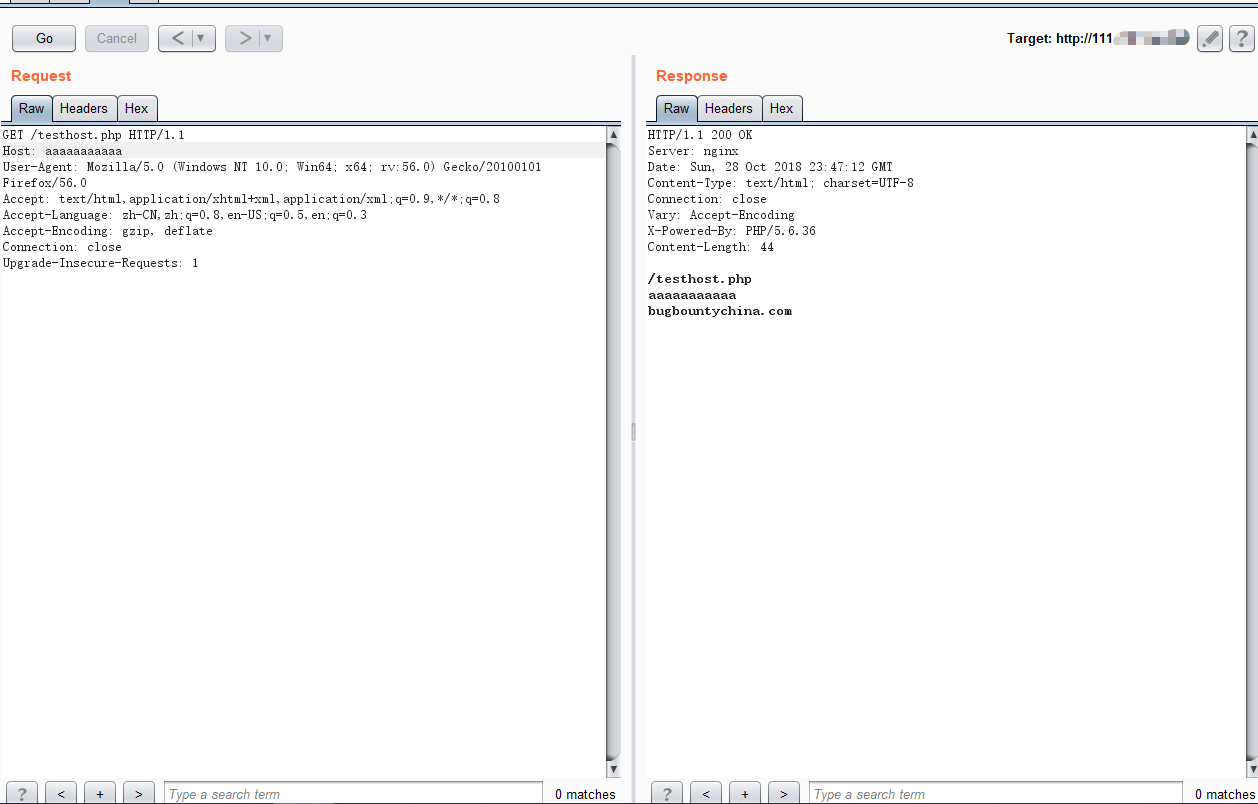 Go
Cancel
<
>
Target: http://111
?
Request
Raw
Headers
Hex
GET /testhost.php HTTP/1.1
Host: aaaaaaaaaaa
User-Agent: Mozilla/5.0 (Windows NT 10.0; Win64; x64; rv:56.0) Gecko/20100101
Firefox/56.0
Accept: text/html,application/xhtml+xml,application/xml;q=0.9,*/*;q=0.8
Accept-Language: zh-CN,zh;q=0.8,en-US;q=0.5,en;q=0.3
Accept-Encoding: gzip, deflate
Connection: close
Upgrade-Insecure-Requests: 1
?
<
+
>
Type a search term
0 matches
Response
Raw
Headers
Hex
HTTP/1.1 200 OK
Server: nginx
Date: Sun, 28 Oct 2018 23:47:12 GMT
Content-Type: text/html; charset=UTF-8
Connection: close
Vary: Accept-Encoding
X-Powered-By: PHP/5.6.36
Content-Length: 44
/testhost.php
aaaaaaaaaaa
bugbountychina.com
?
<
+
>
Type a search term
0 matches